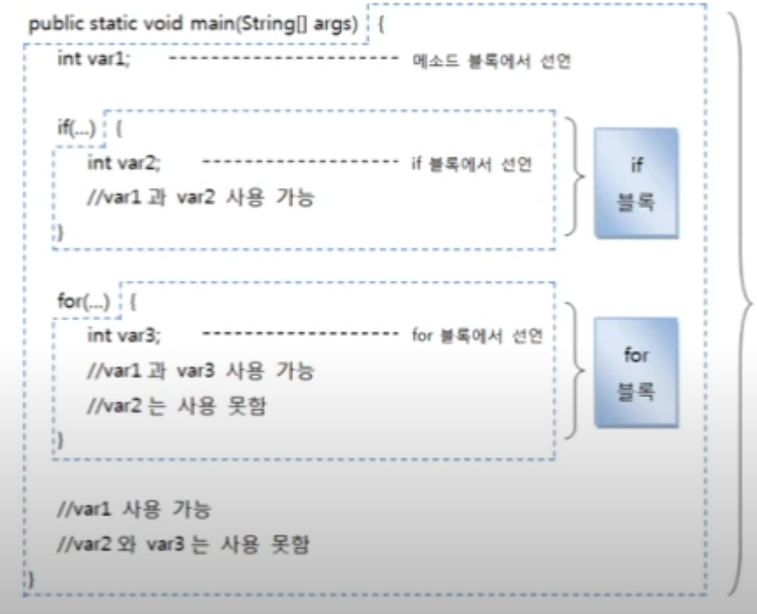 public static void main(String[] args) {
int var1; 메소드 블록에서 선언
if(...) {
int var2; if 블록에서 선언
//var1 과 var2 사용 가능
}
if
블록
for(...) {
int var3; for 블록에서 선언
//var1 과 var3 사용 가능
//var2 는 사용 못함
}
for
블록
//var1 사용 가능
//var2 와 var3 는 사용 못함
}